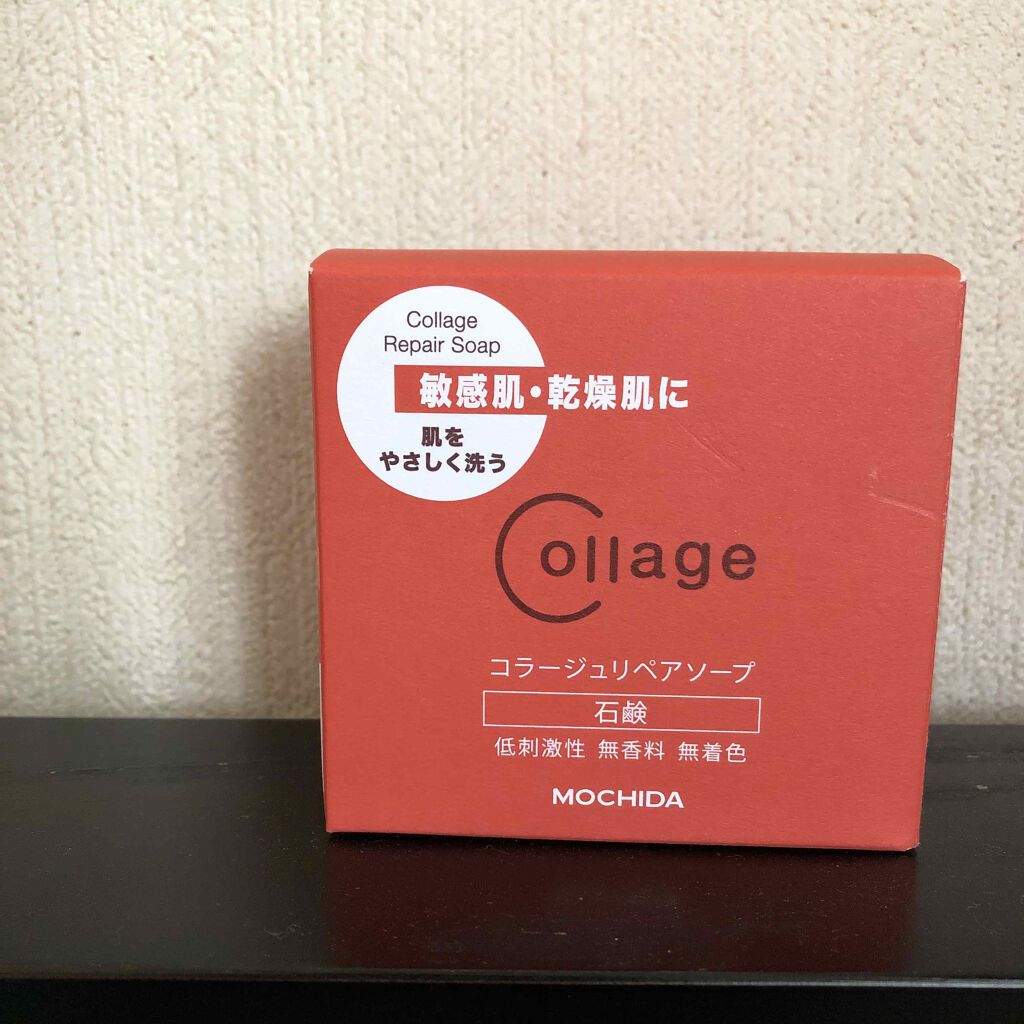 Collage
Repair Soap
敏感肌・乾燥肌に
肌を
やさしく洗う
Collage
コラージュリペアソープ
石鹸
低刺激性 無香料 無着色
MOCHIDA